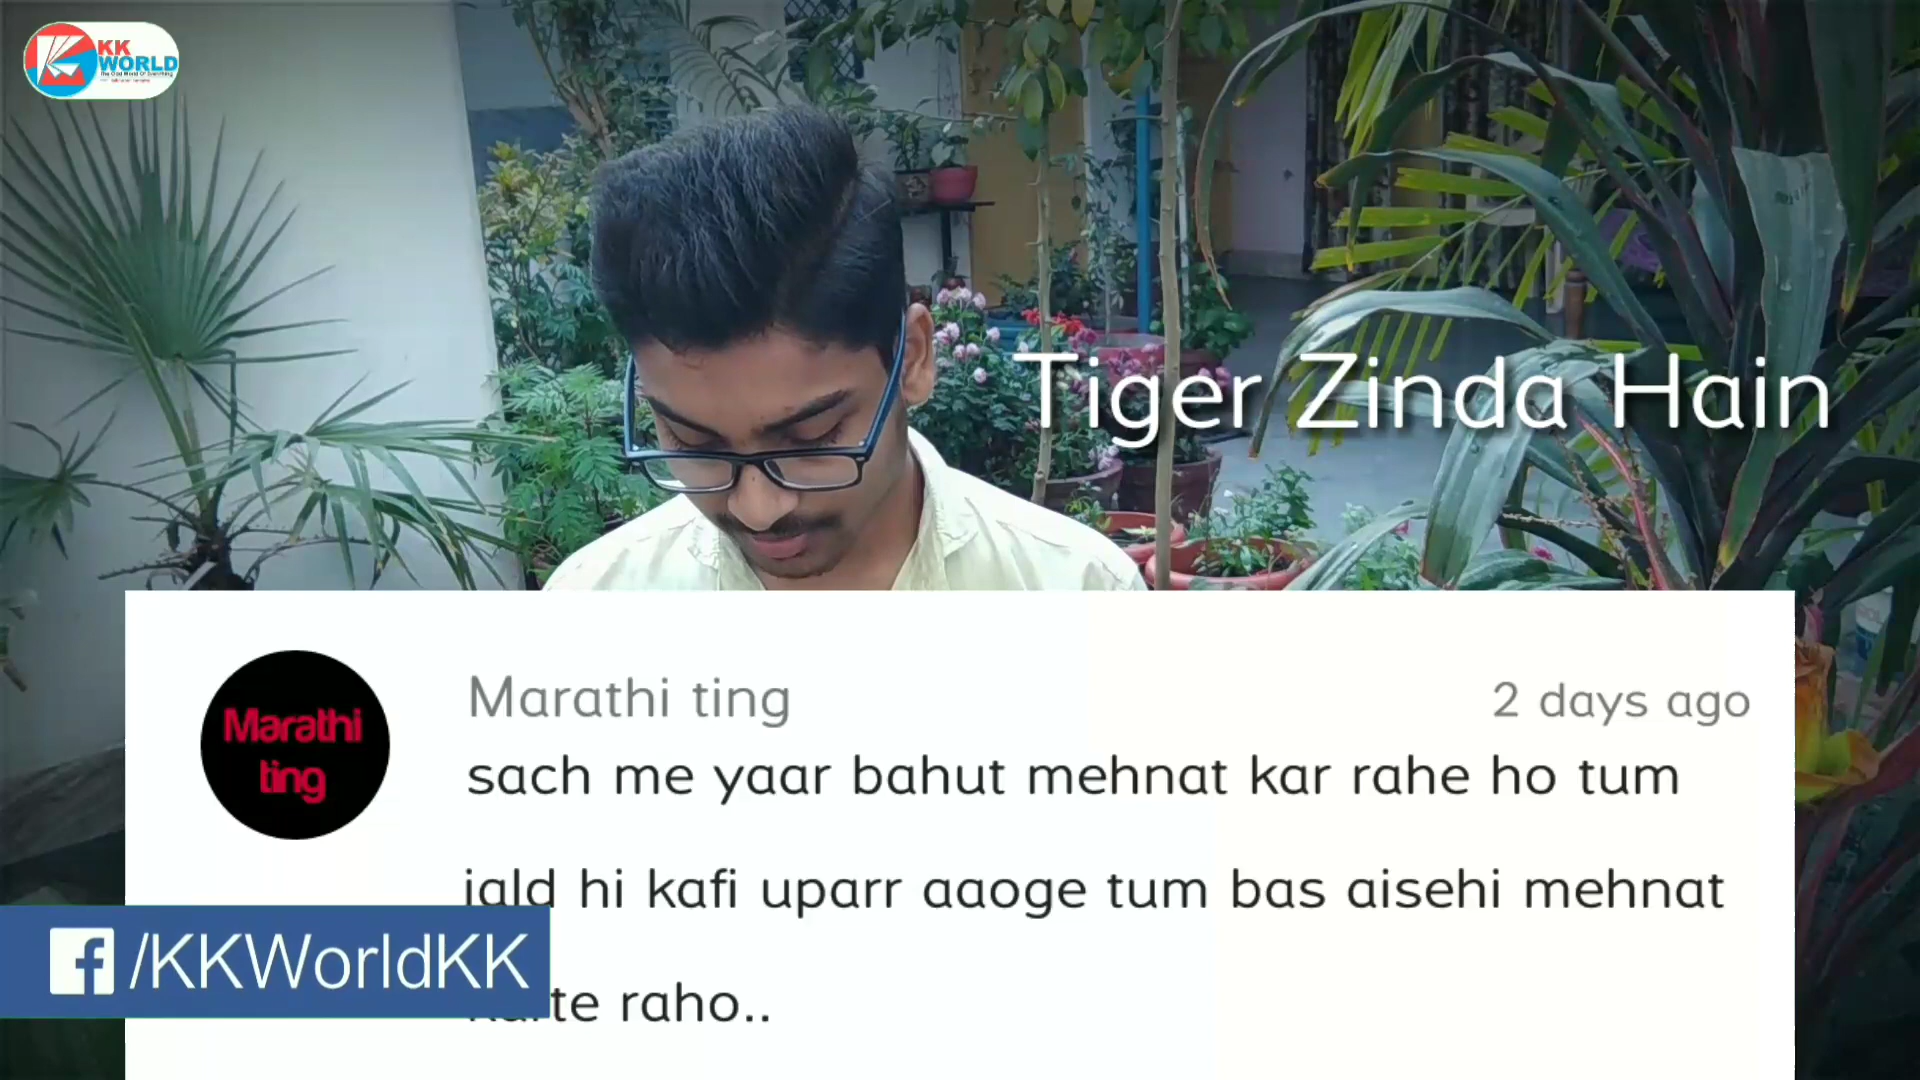 KK
WORLD
Tiger Zinda Hain
Marathi
ting
Marathi ting
2 days ago
sach me yaar bahut mehnat kar rahe ho tum
jald hi kafi uparr aaoge tum bas aisehi mehnat
karte raho..
/KKWorldKK